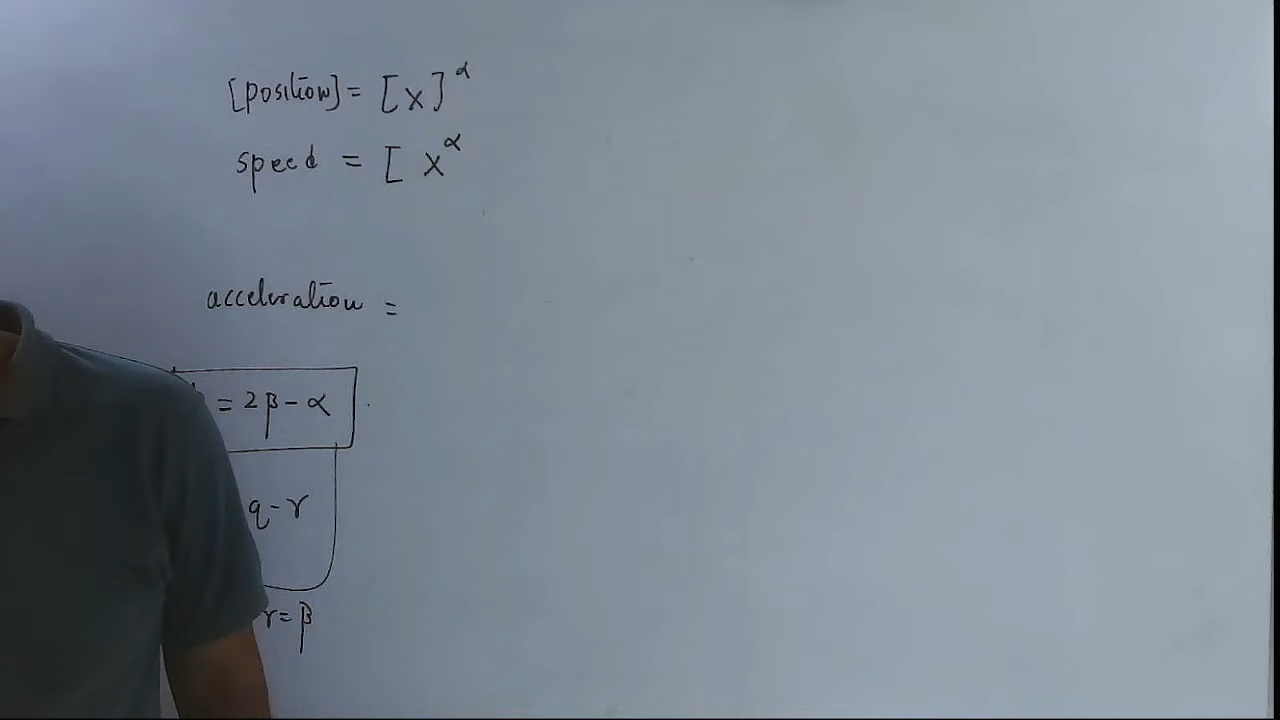 [position] = [x]^α
speed = [ x^α
acceleration =
= 2β - α
q - r
r = β